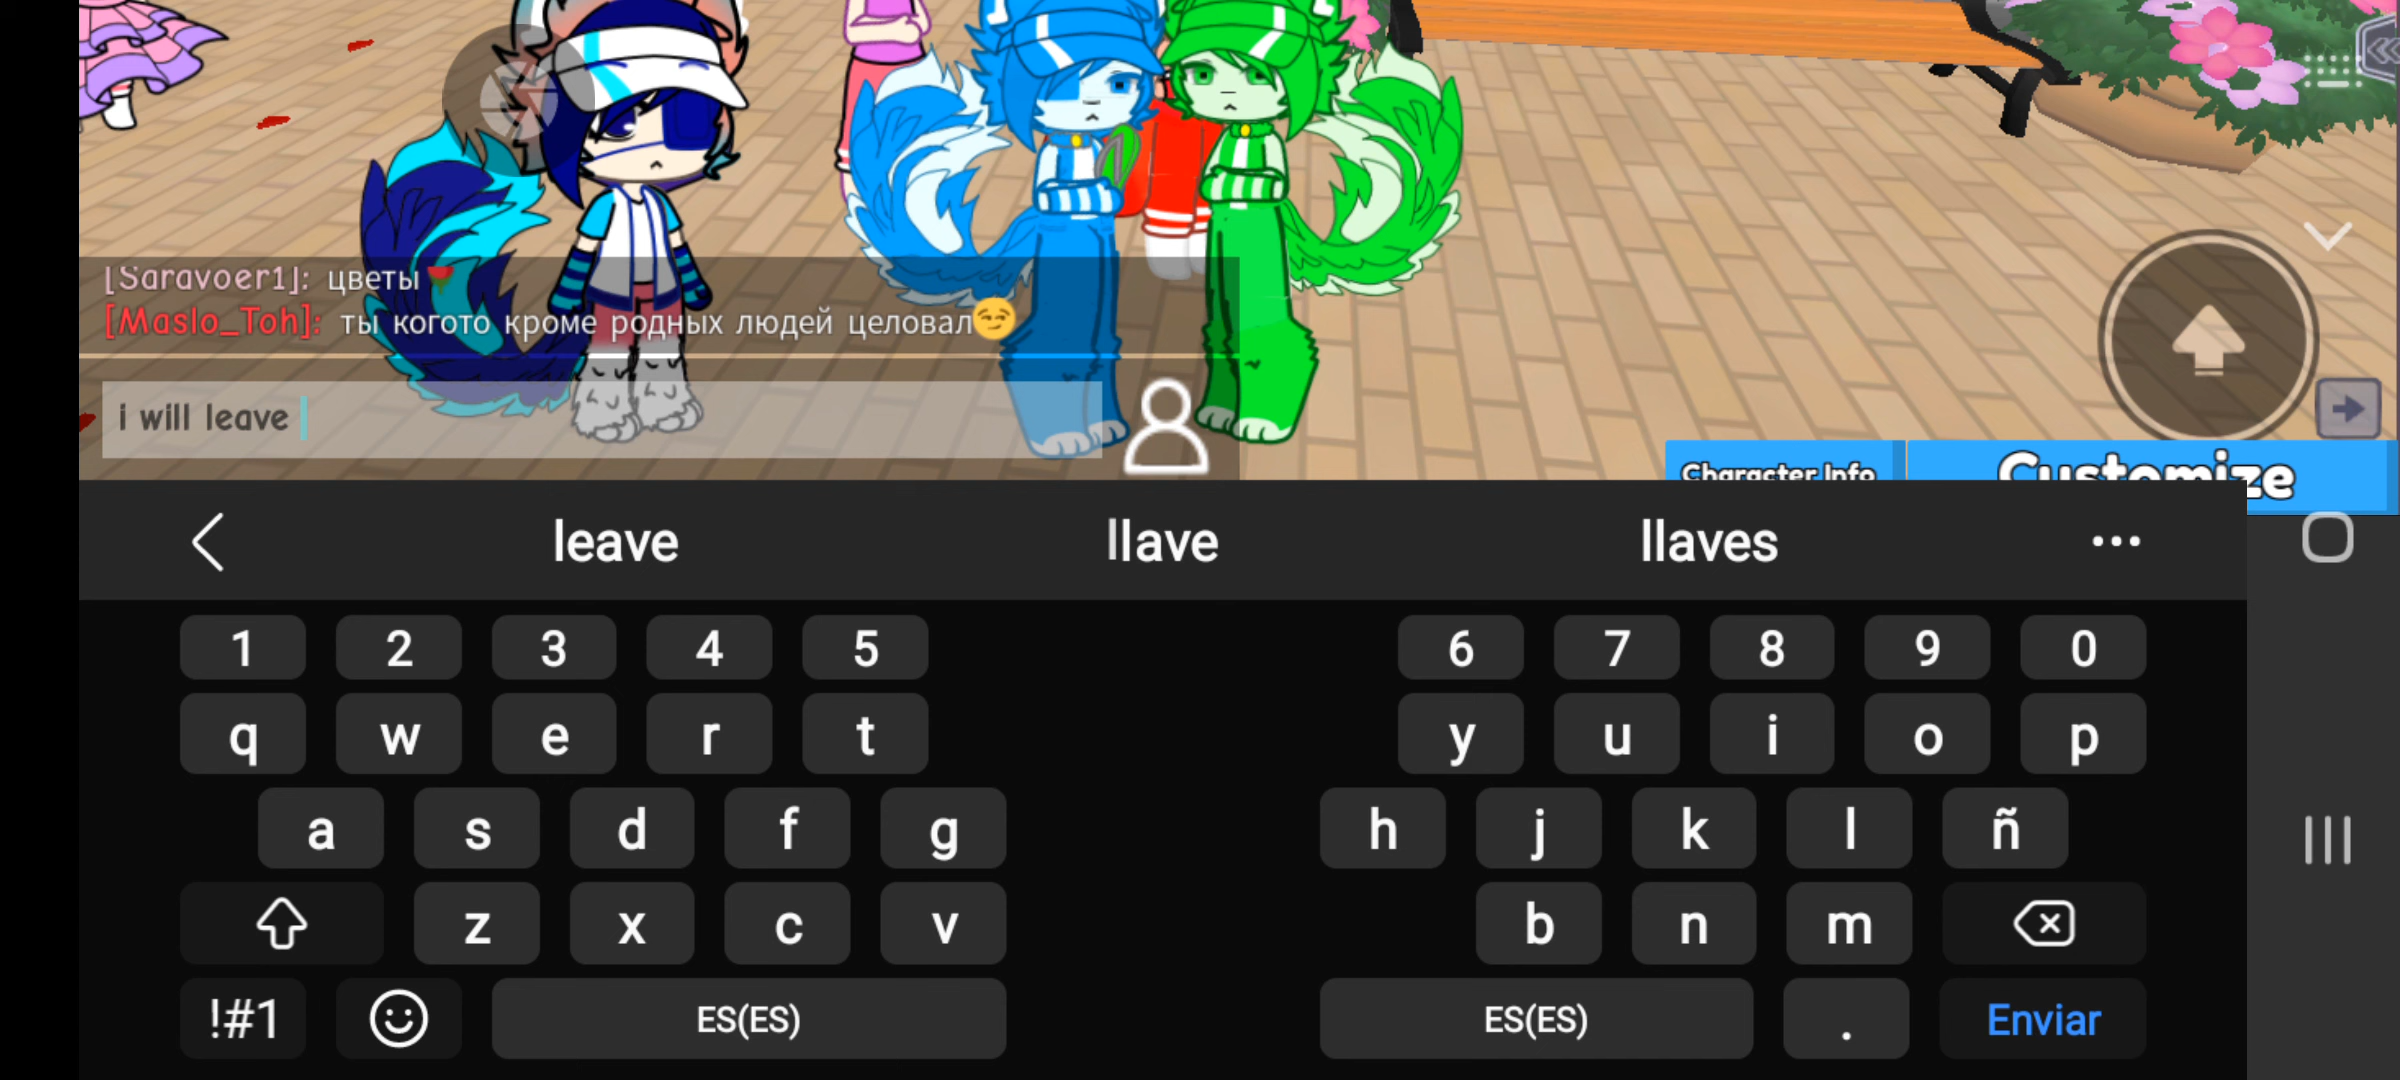 [Saravoer1]: цветы🌹
[Maslo_Toh]: ты когото кроме родных людей целовал😏
i will leave
Character Info
Customize
leave llave llaves ...
1 2 3 4 5 6 7 8 9 0
q w e r t y u i o p
a s d f g h j k l ñ
z x c v b n m
!#1 ES(ES) ES(ES) . Enviar